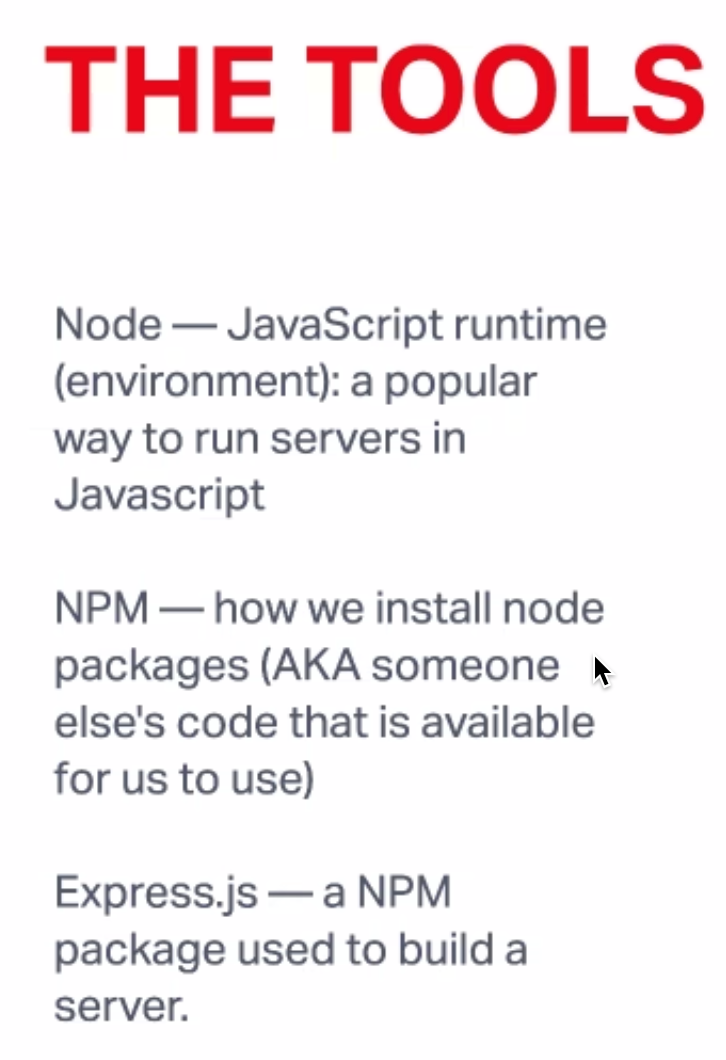 THE TOOLS
Node — JavaScript runtime
(environment): a popular
way to run servers in
Javascript
NPM — how we install node
packages (AKA someone
else's code that is available
for us to use)
Express.js — a NPM
package used to build a
server.